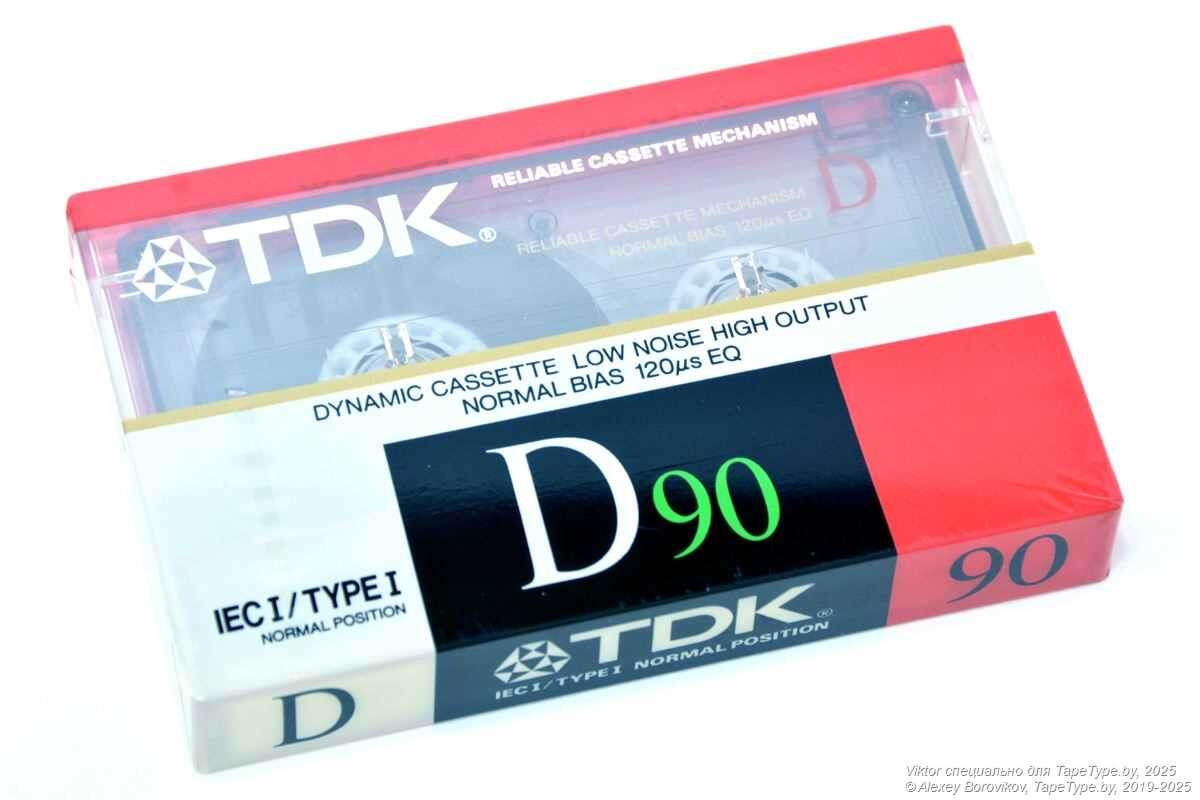 RELIABLE CASSETTE MECHANISM
TDK®
D
RELIABLE CASSETTE MECHANISM
NORMAL BIAS 120µs EQ
DYNAMIC CASSETTE LOW NOISE HIGH OUTPUT
NORMAL BIAS 120µs EQ
D90
IEC I/TYPE I
NORMAL POSITION
D
TDK®
IEC I/TYPE I NORMAL POSITION
90
Viktor специально для TapeType.by, 2025
© Alexey Borovikov, TapeType.by, 2019-2025